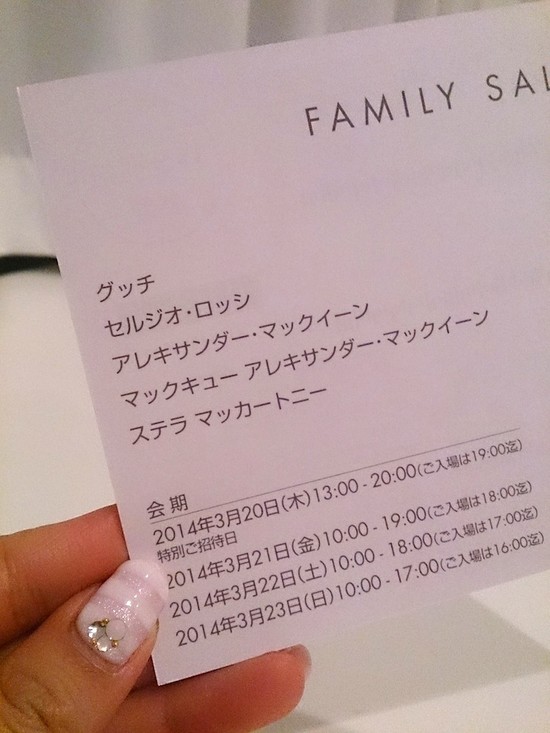 FAMILY SAL
グッチ
セルジオ・ロッシ
アレキサンダー・マックイーン
マックキュー アレキサンダー・マックイーン
ステラ マッカートニー
会期
2014年3月20日(木)13:00 - 20:00(ご入場は19:00迄)
特別ご招待日
2014年3月21日(金)10:00 - 19:00(ご入場は18:00迄)
2014年3月22日(土)10:00 - 18:00(ご入場は17:00迄)
2014年3月23日(日)10:00 - 17:00(ご入場は16:00迄)